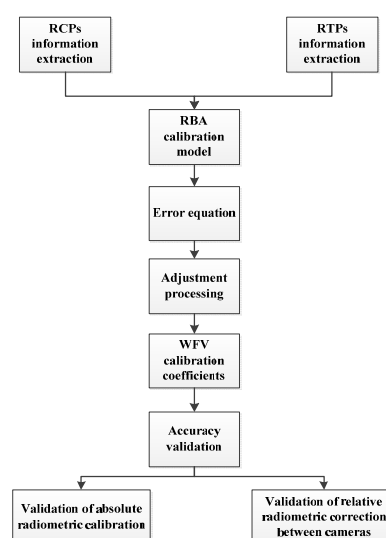 RCPs
information
extraction
RTPs
information
extraction
RBA
calibration
model
Error equation
Adjustment
processing
WFV
calibration
coefficients
Accuracy
validation
Validation of absolute
radiometric calibration
Validation of relative
radiometric correction
between cameras